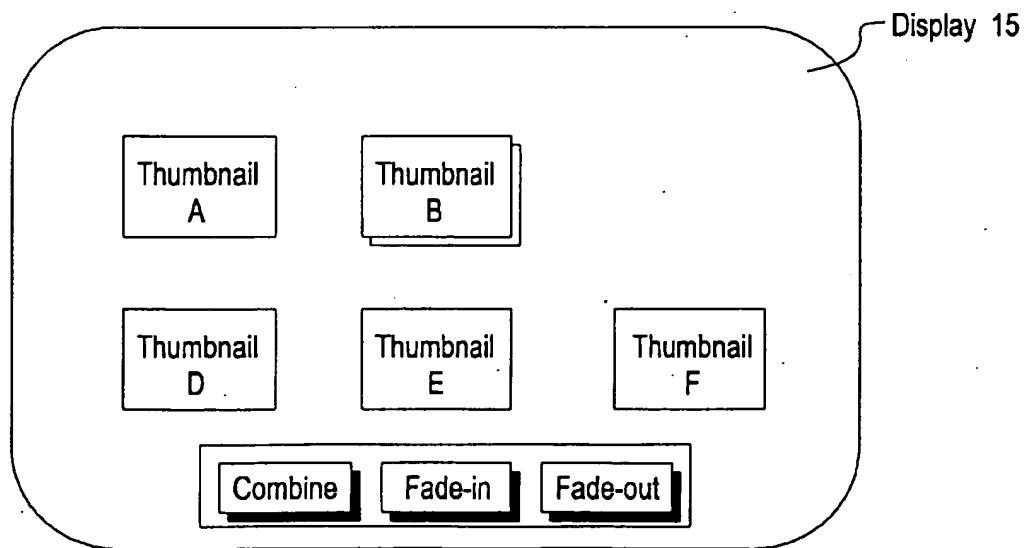 Display 15
Thumbnail
A
Thumbnail
B
Thumbnail
D
Thumbnail
E
Thumbnail
F
Combine
Fade-in
Fade-out